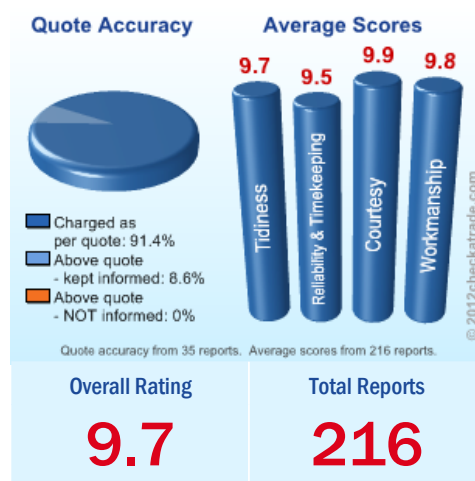 Quote Accuracy
Average Scores
9.7
9.5
9.9
9.8
Tidiness
Reliability & Timekeeping
Courtesy
Workmanship
Charged as
per quote: 91.4%
Above quote
- kept informed: 8.6%
Above quote
- NOT informed: 0%
© 2012checkatrade.com
Quote accuracy from 35 reports. Average scores from 216 reports.
Overall Rating
Total Reports
9.7
216